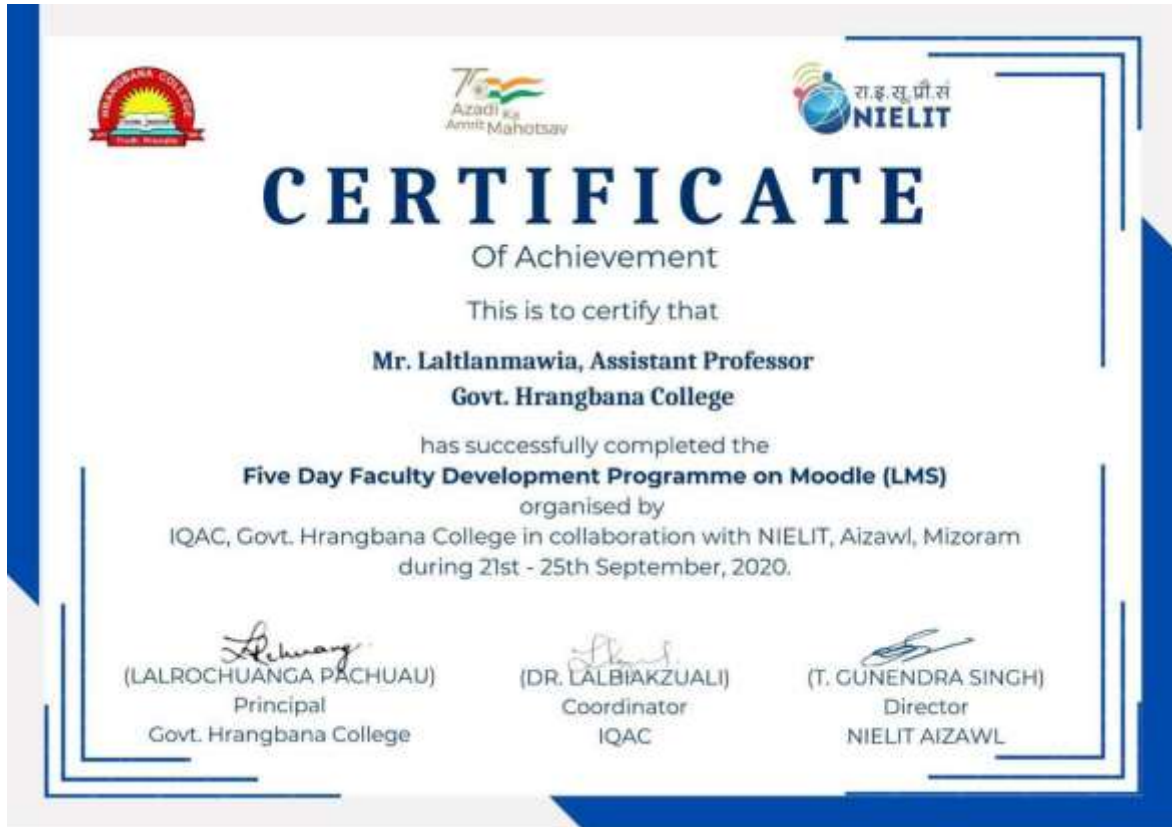 HRANGBANA COLLEGE
75
Azadi Ka
Amrit Mahotsav
रा.इ.सू.प्रौ.सं
NIELIT
CERTIFICATE
Of Achievement
This is to certify that
Mr. Laltlanmawia, Assistant Professor
Govt. Hrangbana College
has successfully completed the
Five Day Faculty Development Programme on Moodle (LMS)
organised by
IQAC, Govt. Hrangbana College in collaboration with NIELIT, Aizawl, Mizoram
during 21st - 25th September, 2020.
(LALROCHUANGA PACHUAU)
Principal
Govt. Hrangbana College
(DR. LALBIAKZUALI)
Coordinator
IQAC
(T. GUNENDRA SINGH)
Director
NIELIT AIZAWL